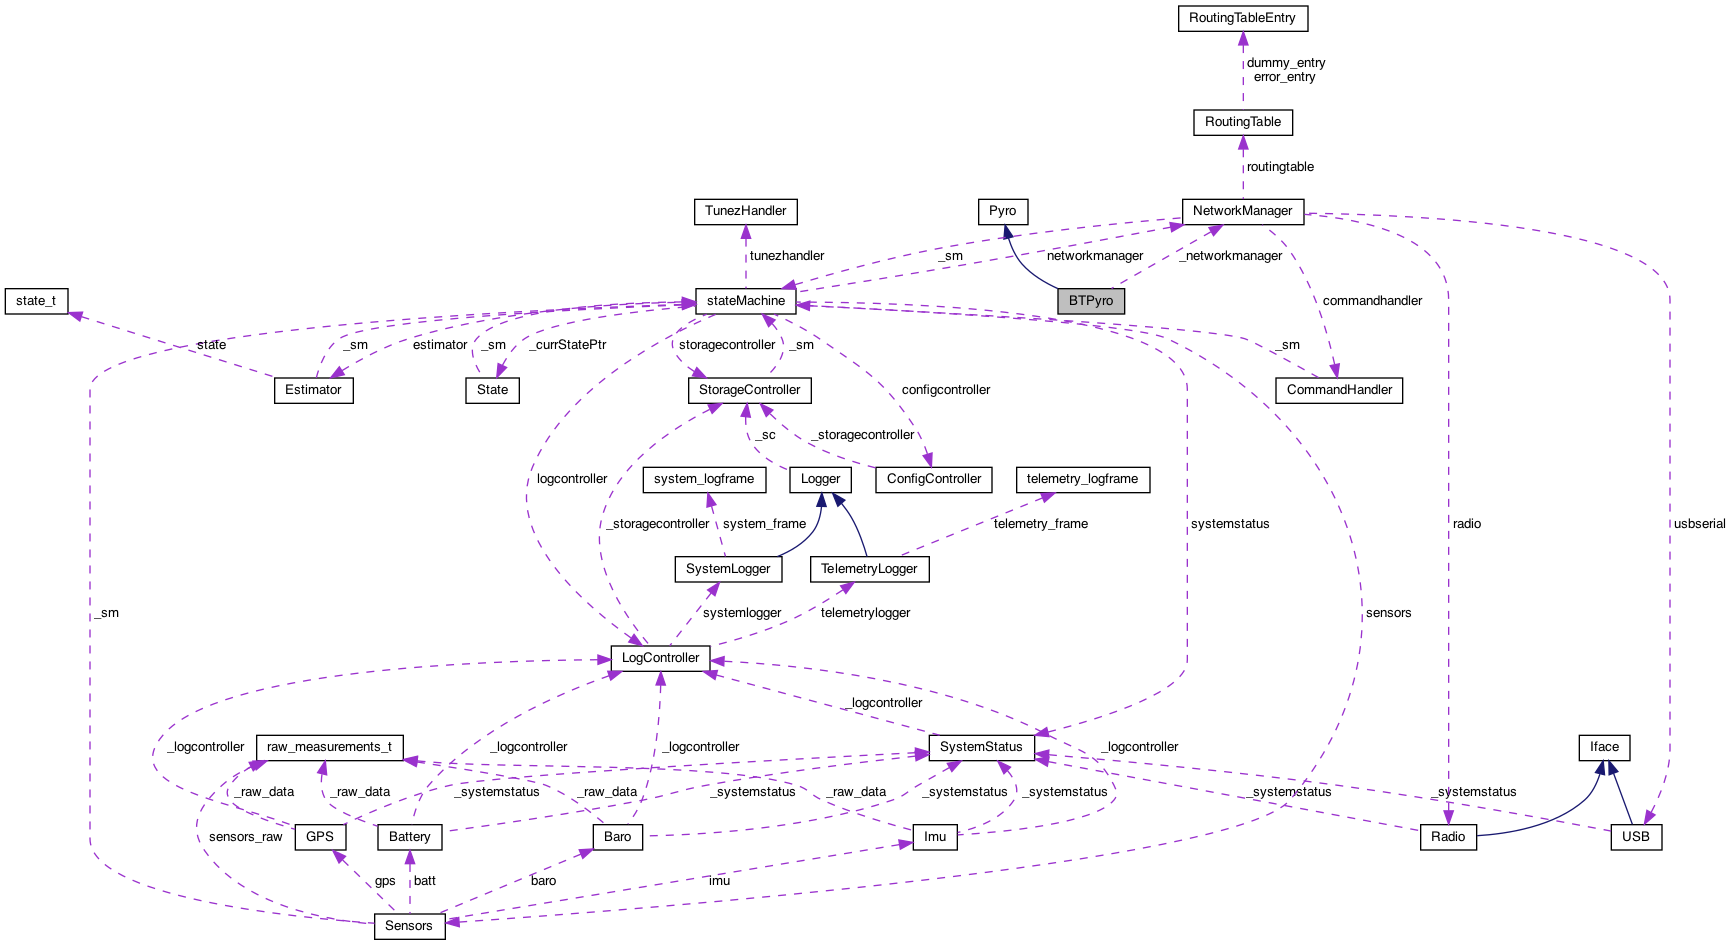 RoutingTableEntry
dummy_entry
error_entry
RoutingTable
routingtable
TunezHandler
Pyro
NetworkManager
tunezhandler
_sm
networkmanager
_networkmanager
state_t
stateMachine
BTPyro
commandhandler
state
_sm
estimator
_sm
_currStatePtr
storagecontroller
_sm
_sm
Estimator
State
StorageController
configcontroller
CommandHandler
_sc
_storagecontroller
logcontroller
system_logframe
Logger
ConfigController
telemetry_logframe
_storagecontroller
system_frame
telemetry_frame
systemstatus
radio
usbserial
SystemLogger
TelemetryLogger
_sm
systemlogger
telemetrylogger
sensors
LogController
_logcontroller
_logcontroller
raw_measurements_t
_logcontroller
_logcontroller
SystemStatus
_logcontroller
Iface
_raw_data
_raw_data
_systemstatus
_raw_data
_systemstatus
_raw_data
_systemstatus
_systemstatus
_systemstatus
_systemstatus
sensors_raw
GPS
Battery
Baro
Imu
Radio
USB
gps
batt
baro
imu
Sensors